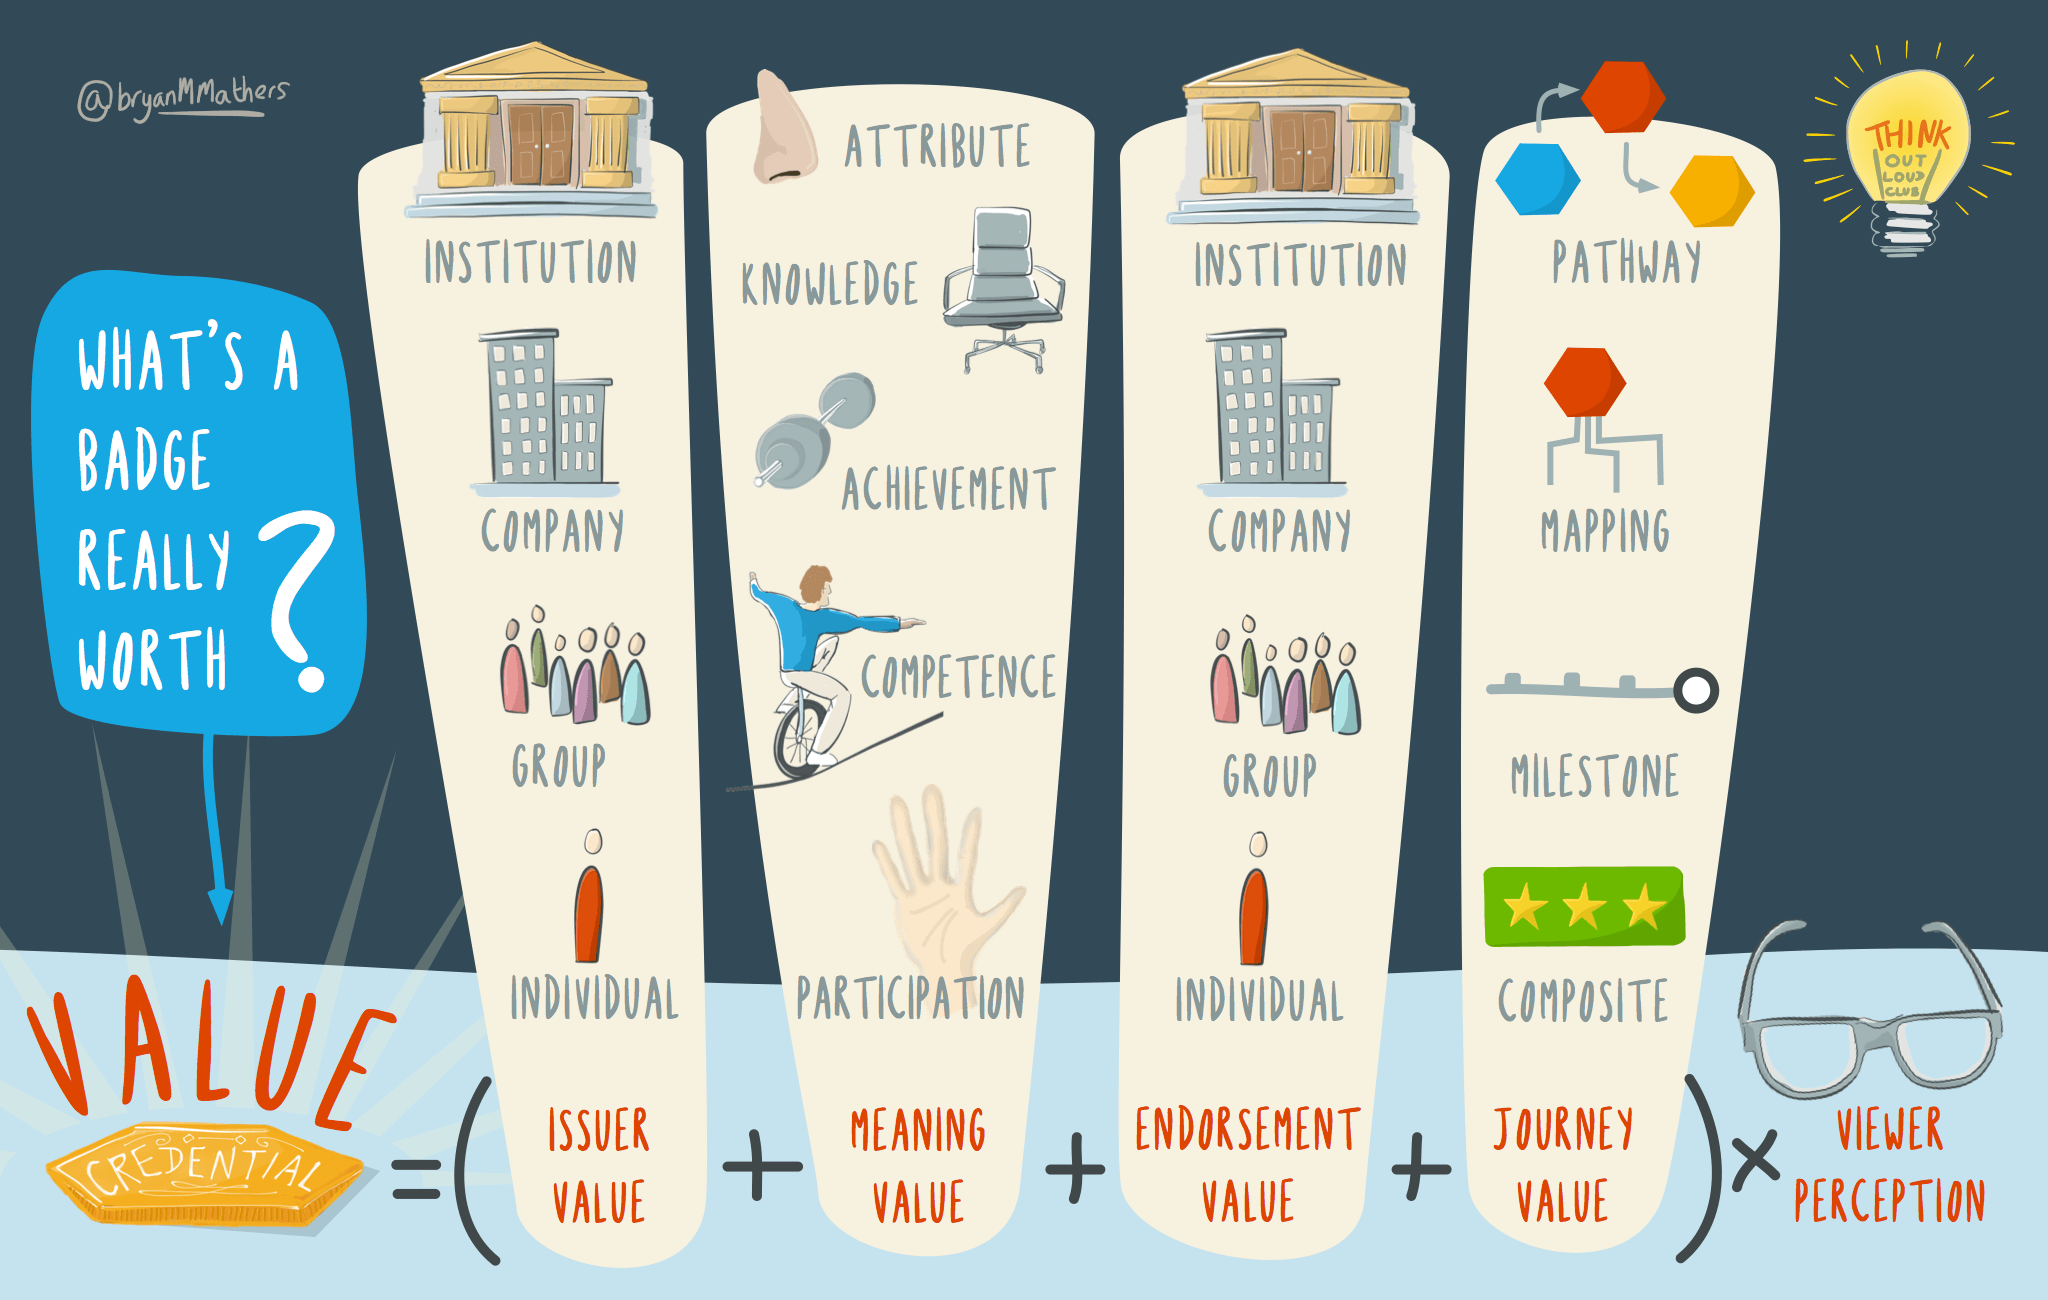 @bryanMMathers
THINK
OUT
LOUD
CLUB
WHAT'S A
BADGE
REALLY
WORTH ?
INSTITUTION
COMPANY
GROUP
INDIVIDUAL
ATTRIBUTE
KNOWLEDGE
ACHIEVEMENT
COMPETENCE
PARTICIPATION
INSTITUTION
COMPANY
GROUP
INDIVIDUAL
PATHWAY
MAPPING
MILESTONE
COMPOSITE
VALUE
CREDENTIAL
= (
ISSUER
VALUE
+
MEANING
VALUE
+
ENDORSEMENT
VALUE
+
JOURNEY
VALUE
) ×
VIEWER
PERCEPTION